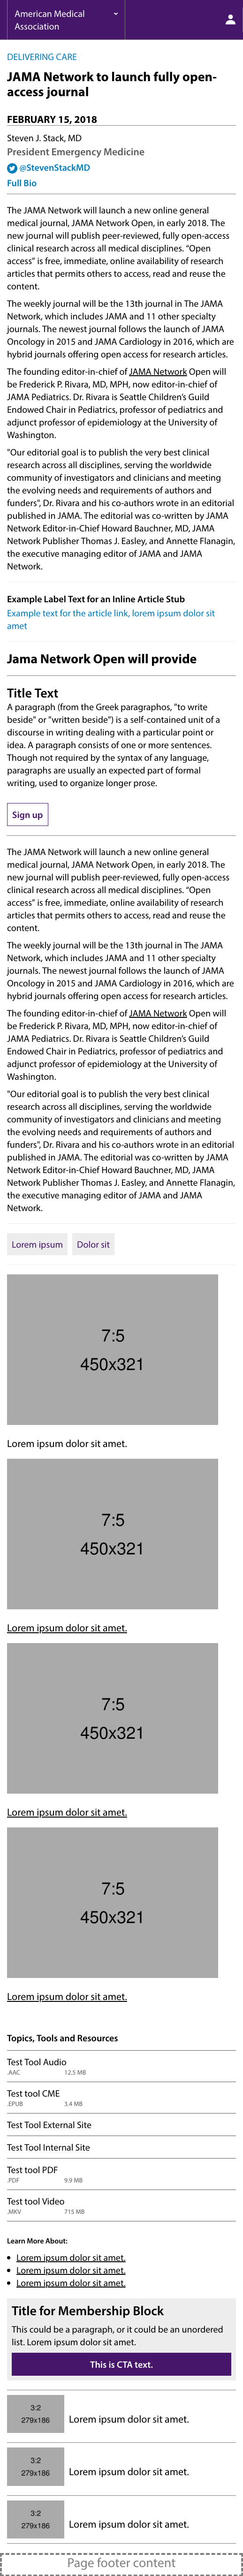 American Medical
Association
DELIVERING CARE
JAMA Network to launch fully open-
access journal
FEBRUARY 15, 2018
Steven J. Stack, MD
President Emergency Medicine
@StevenStackMD
Full Bio
The JAMA Network will launch a new online general
medical journal, JAMA Network Open, in early 2018. The
new journal will publish peer-reviewed, fully open-access
clinical research across all medical disciplines. “Open
access” is free, immediate, online availability of research
articles that permits others to access, read and reuse the
content.
The weekly journal will be the 13th journal in The JAMA
Network, which includes JAMA and 11 other specialty
journals. The newest journal follows the launch of JAMA
Oncology in 2015 and JAMA Cardiology in 2016, which are
hybrid journals offering open access for research articles.
The founding editor-in-chief of JAMA Network Open will
be Frederick P. Rivara, MD, MPH, now editor-in-chief of
JAMA Pediatrics. Dr. Rivara is Seattle Children’s Guild
Endowed Chair in Pediatrics, professor of pediatrics and
adjunct professor of epidemiology at the University of
Washington.
"Our editorial goal is to publish the very best clinical
research across all disciplines, serving the worldwide
community of investigators and clinicians and meeting
the evolving needs and requirements of authors and
funders", Dr. Rivara and his co-authors wrote in an editorial
published in JAMA. The editorial was co-written by JAMA
Network Editor-in-Chief Howard Bauchner, MD, JAMA
Network Publisher Thomas J. Easley, and Annette Flanagin,
the executive managing editor of JAMA and JAMA
Network.
Example Label Text for an Inline Article Stub
Example text for the article link, lorem ipsum dolor sit
amet
Jama Network Open will provide
Title Text
A paragraph (from the Greek paragraphos, "to write
beside" or "written beside") is a self-contained unit of a
discourse in writing dealing with a particular point or
idea. A paragraph consists of one or more sentences.
Though not required by the syntax of any language,
paragraphs are usually an expected part of formal
writing, used to organize longer prose.
Sign up
The JAMA Network will launch a new online general
medical journal, JAMA Network Open, in early 2018. The
new journal will publish peer-reviewed, fully open-access
clinical research across all medical disciplines. “Open
access” is free, immediate, online availability of research
articles that permits others to access, read and reuse the
content.
The weekly journal will be the 13th journal in The JAMA
Network, which includes JAMA and 11 other specialty
journals. The newest journal follows the launch of JAMA
Oncology in 2015 and JAMA Cardiology in 2016, which are
hybrid journals offering open access for research articles.
The founding editor-in-chief of JAMA Network Open will
be Frederick P. Rivara, MD, MPH, now editor-in-chief of
JAMA Pediatrics. Dr. Rivara is Seattle Children’s Guild
Endowed Chair in Pediatrics, professor of pediatrics and
adjunct professor of epidemiology at the University of
Washington.
"Our editorial goal is to publish the very best clinical
research across all disciplines, serving the worldwide
community of investigators and clinicians and meeting
the evolving needs and requirements of authors and
funders", Dr. Rivara and his co-authors wrote in an editorial
published in JAMA. The editorial was co-written by JAMA
Network Editor-in-Chief Howard Bauchner, MD, JAMA
Network Publisher Thomas J. Easley, and Annette Flanagin,
the executive managing editor of JAMA and JAMA
Network.
Lorem ipsum Dolor sit
7:5
450x321
Lorem ipsum dolor sit amet.
7:5
450x321
Lorem ipsum dolor sit amet.
7:5
450x321
Lorem ipsum dolor sit amet.
7:5
450x321
Lorem ipsum dolor sit amet.
Topics, Tools and Resources
Test Tool Audio
.AAC 12.5 MB
Test tool CME
.EPUB 3.4 MB
Test Tool External Site
Test Tool Internal Site
Test tool PDF
.PDF 9.9 MB
Test tool Video
.MKV 715 MB
Learn More About:
Lorem ipsum dolor sit amet.
Lorem ipsum dolor sit amet.
Lorem ipsum dolor sit amet.
Title for Membership Block
This could be a paragraph, or it could be an unordered
list. Lorem ipsum dolor sit amet.
This is CTA text.
3:2
279x186
Lorem ipsum dolor sit amet.
3:2
279x186
Lorem ipsum dolor sit amet.
3:2
279x186
Lorem ipsum dolor sit amet.
Page footer content